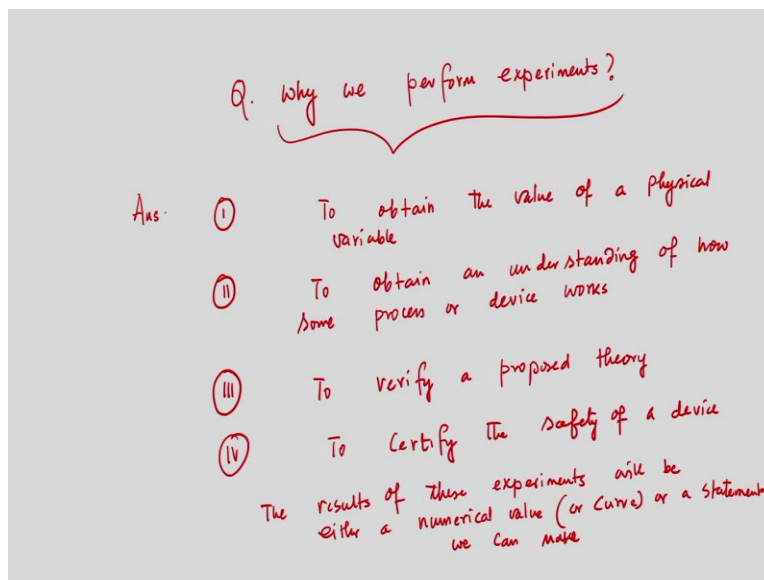 Q. Why we perform experiments?
Ans. (I) To obtain the value of a physical
variable
(II) To obtain an understanding of how
some process or device works
(III) To verify a proposed theory
(IV) To Certify the safety of a device
The results of these experiments will be
either a numerical value (or Curve) or a statement
we can make